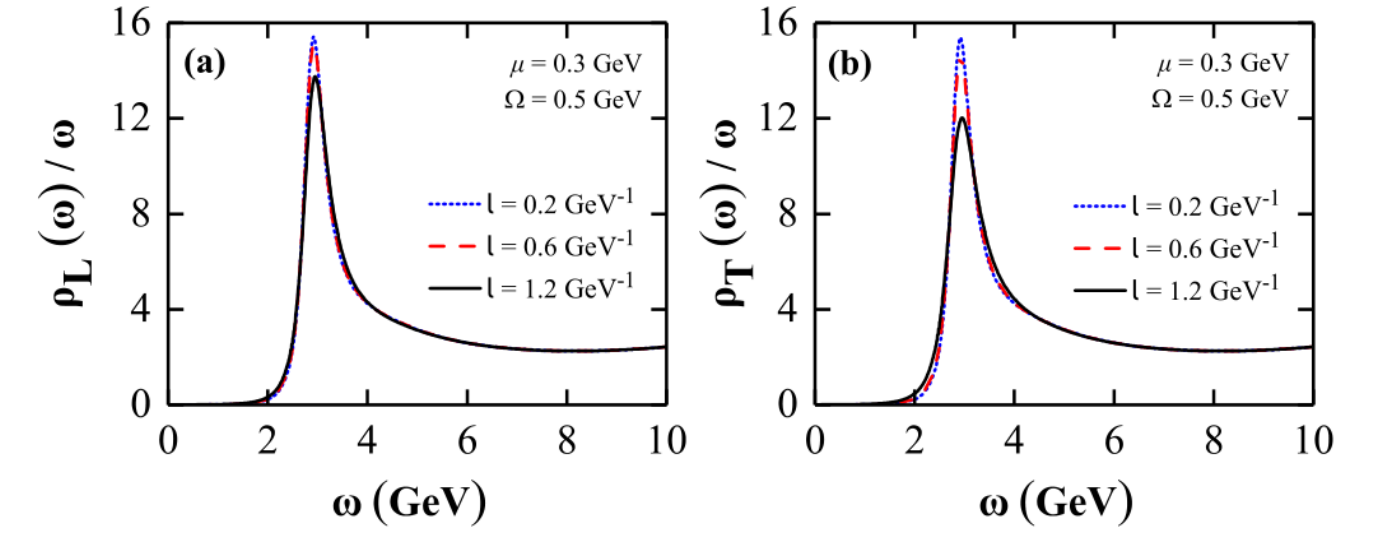 (a)
μ = 0.3 GeV
Ω = 0.5 GeV
l = 0.2 GeV⁻¹
l = 0.6 GeV⁻¹
l = 1.2 GeV⁻¹
16
12
8
4
0
0 2 4 6 8 10
ρL (ω) / ω
ω (GeV)
(b)
μ = 0.3 GeV
Ω = 0.5 GeV
l = 0.2 GeV⁻¹
l = 0.6 GeV⁻¹
l = 1.2 GeV⁻¹
16
12
8
4
0
0 2 4 6 8 10
ρT (ω) / ω
ω (GeV)